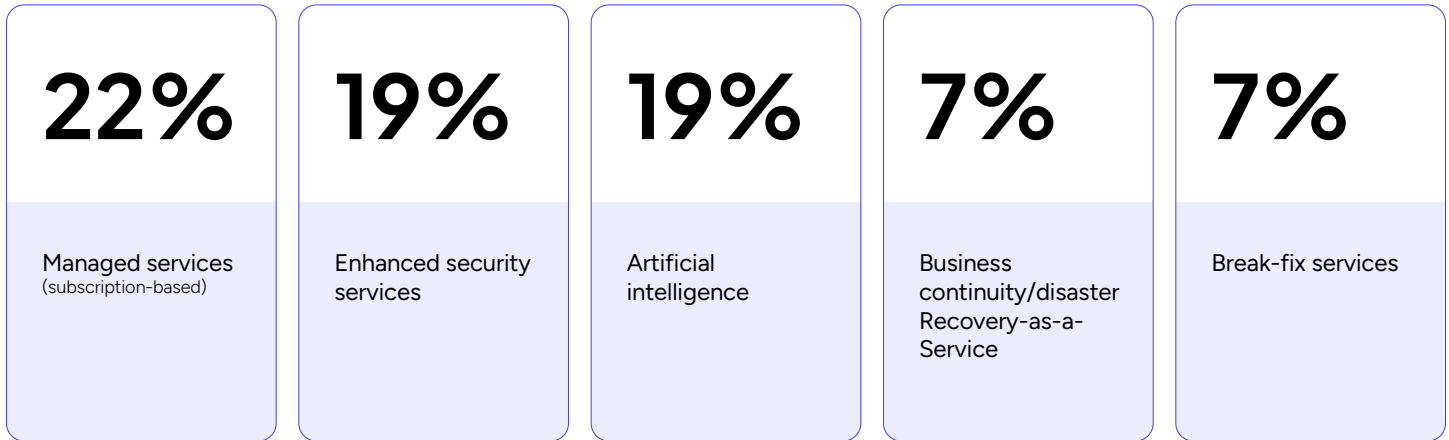 22%
Managed services
(subscription-based)
19%
Enhanced security
services
19%
Artificial
intelligence
7%
Business
continuity/disaster
Recovery-as-a-
Service
7%
Break-fix services